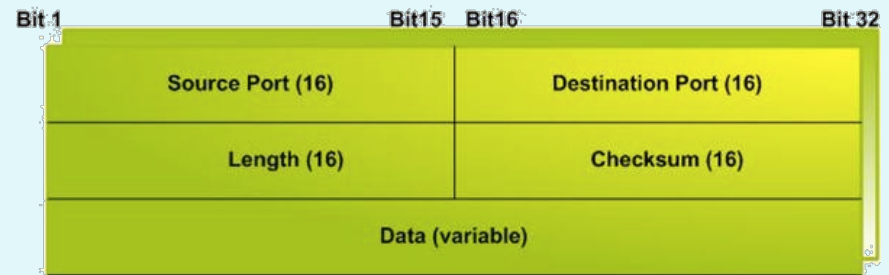 Bit 1 Bit15 Bit16 Bit 32
Source Port (16) Destination Port (16)
Length (16) Checksum (16)
Data (variable)